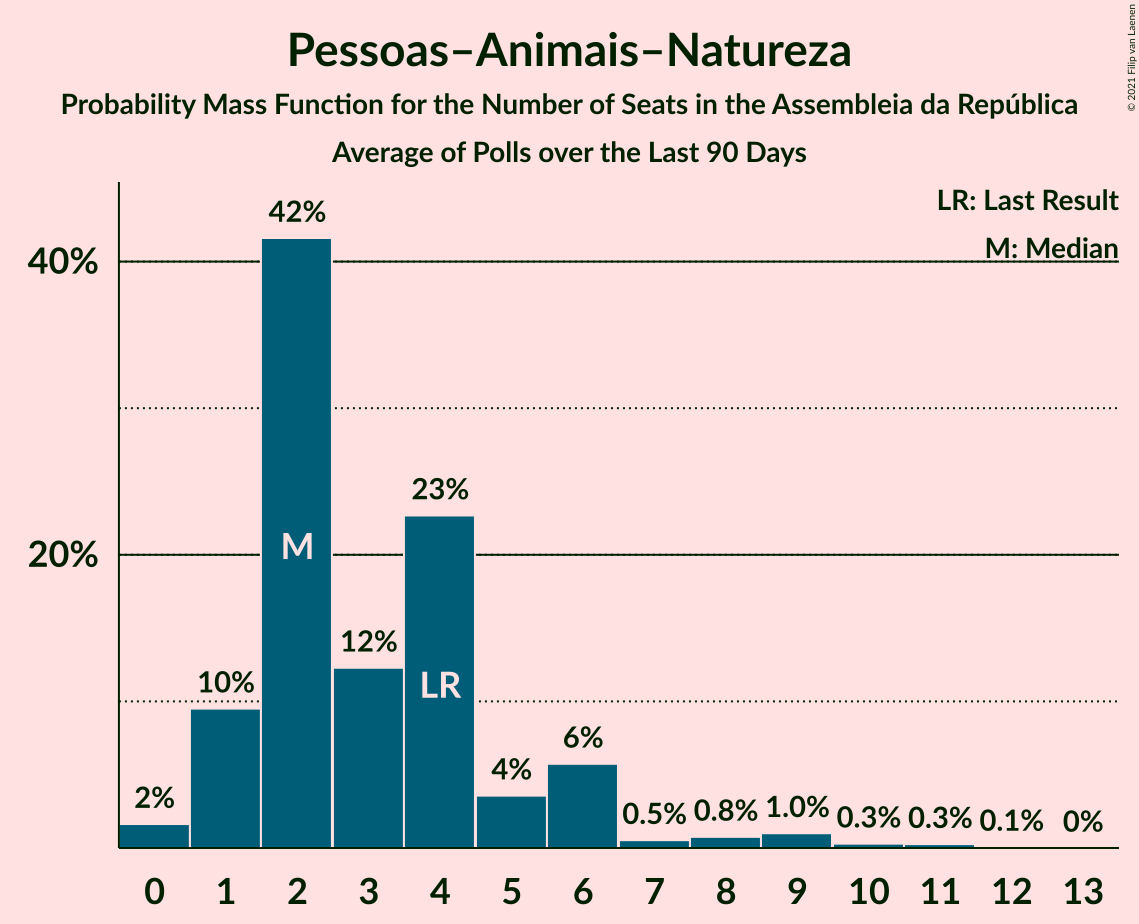 Pessoas–Animais–Natureza
Probability Mass Function for the Number of Seats in the Assembleia da República
Average of Polls over the Last 90 Days
© 2021 Filip van Laenen
LR: Last Result
M: Median
40%
20%
2%
10%
42%
12%
23%
4%
6%
0.5%
0.8%
1.0%
0.3%
0.3%
0.1%
0%
M
LR
0 1 2 3 4 5 6 7 8 9 10 11 12 13